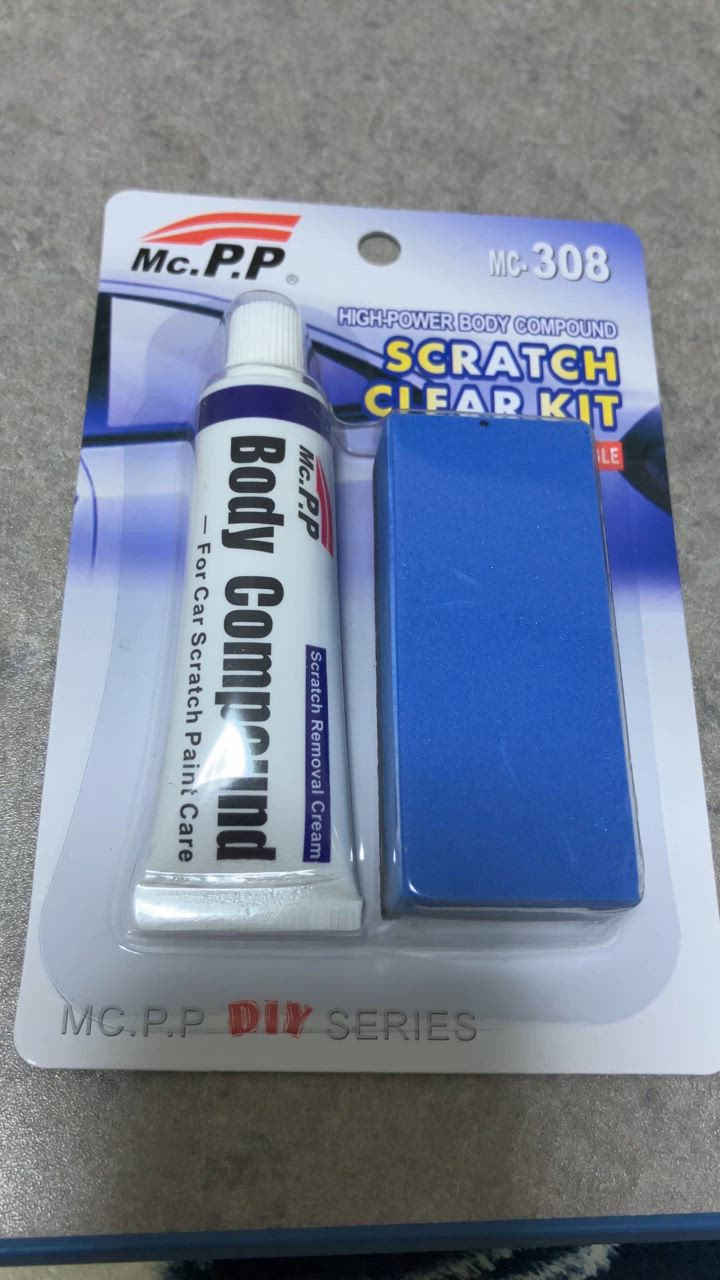 Mc.P.P®
MC-308
HIGH-POWER BODY COMPOUND
SCRATCH
CLEAR KIT
Mc.P.P
Body Compound
— For Car Scratch Paint Care
Scratch Removal Cream
MC.P.P DIY SERIES